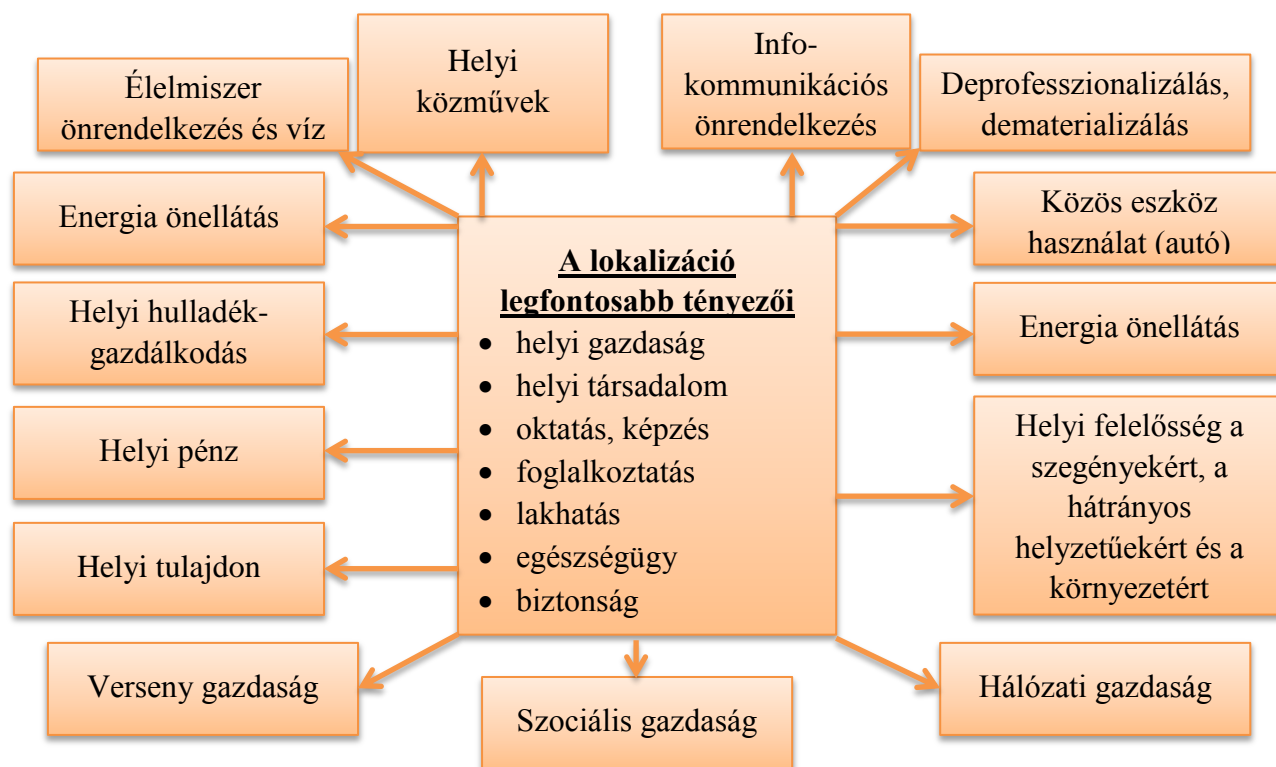 Élelmiszer
önrendelkezés és víz
Helyi
közművek
Info-
kommunikációs
önrendelkezés
Deprofesszionalizálás,
dematerializálás
Energia önellátás
Közös eszköz
használat (autó)
Helyi hulladék-
gazdálkodás
Energia önellátás
Helyi pénz
Helyi felelősség a
szegényekért, a
hátrányos
helyzetűekért és a
környezetért
Helyi tulajdon
A lokalizáció
legfontosabb tényezői
• helyi gazdaság
• helyi társadalom
• oktatás, képzés
• foglalkoztatás
• lakhatás
• egészségügy
• biztonság
Verseny gazdaság
Szociális gazdaság
Hálózati gazdaság